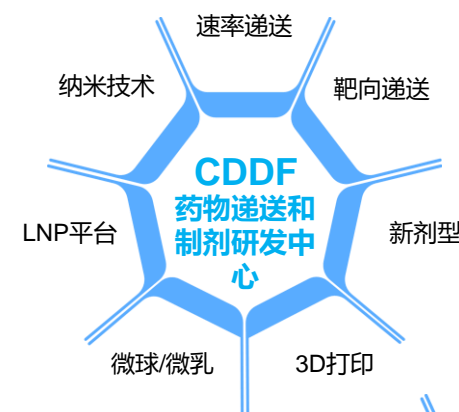 速率递送
纳米技术
靶向递送
CDDF
药物递送和
制剂研发中
心
LNP平台
新剂型
微球/微乳
3D打印